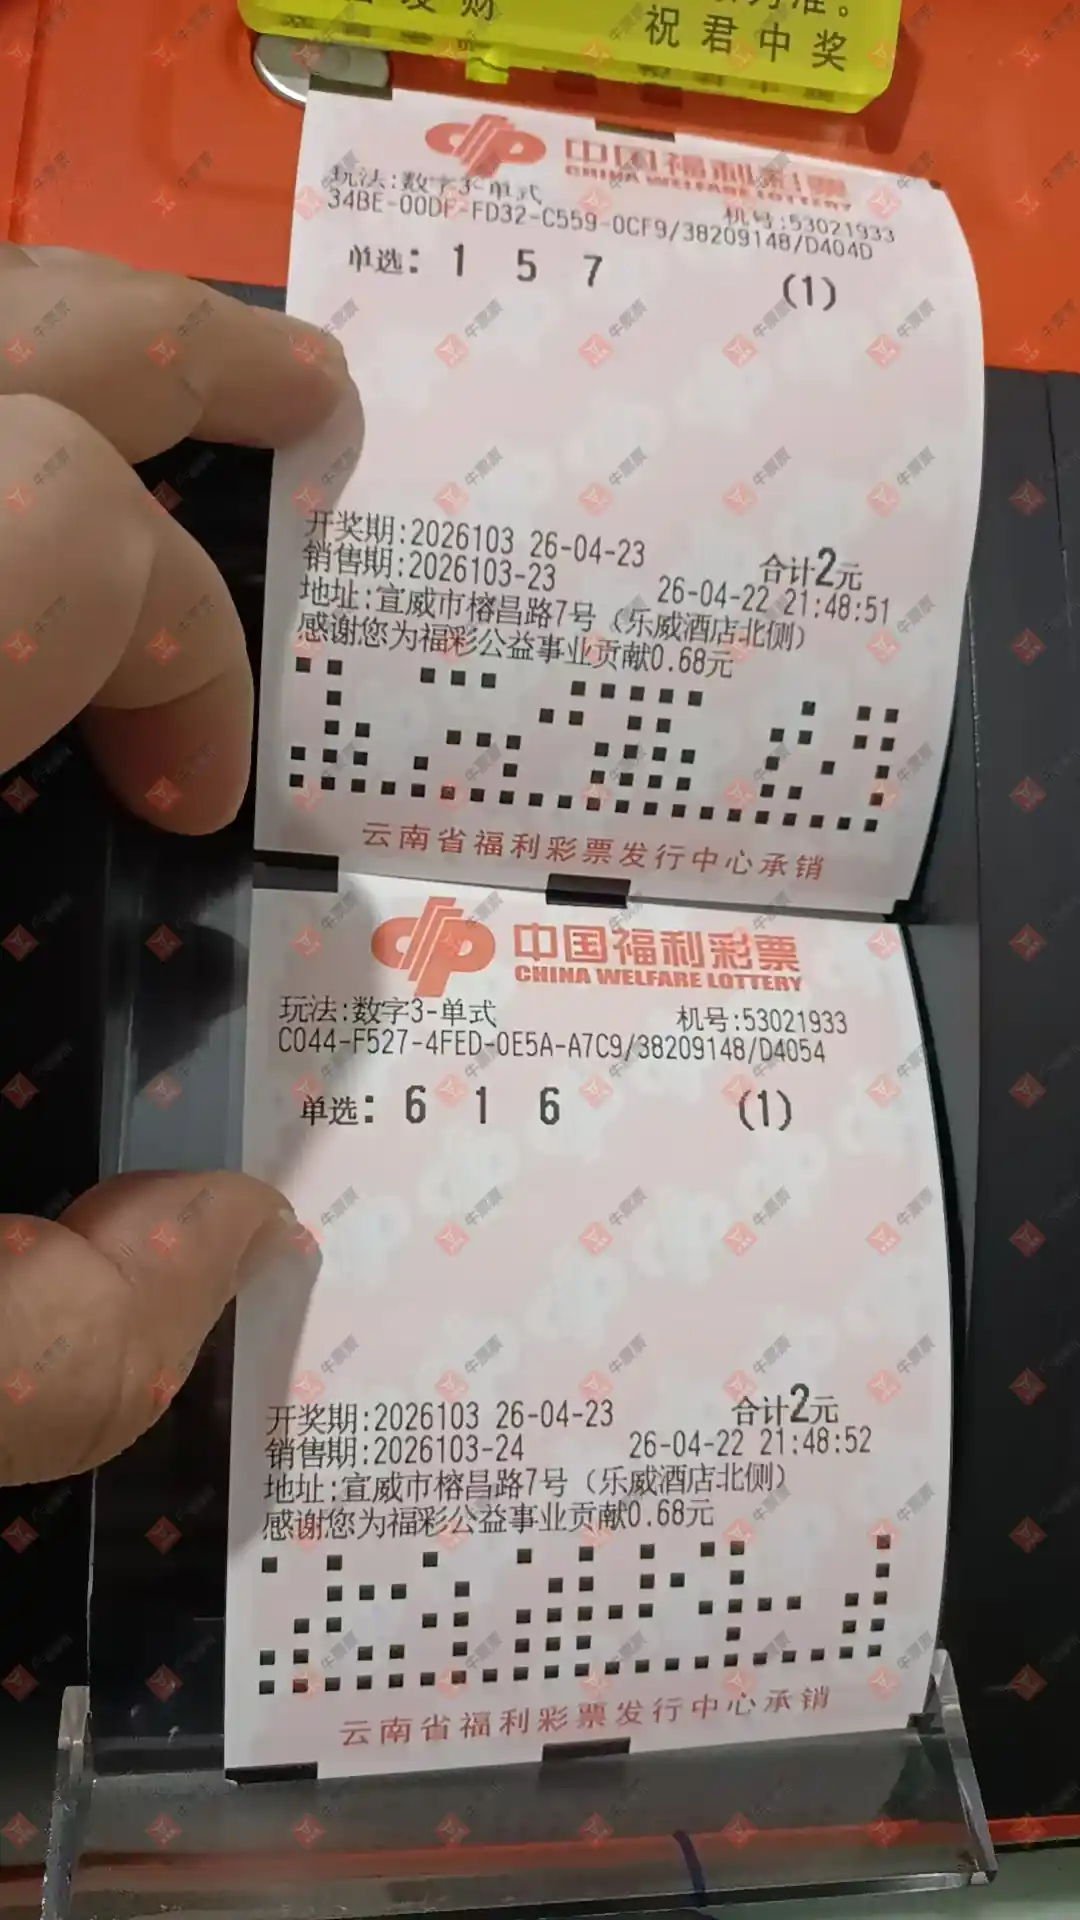 祝君中奖
中国福利彩票
CHINA WELFARE LOTTERY
玩法:数字3-单式
机号:53021933
34BE-00DF-FD32-C559-0CF9/38209148/D404D
单选: 1 5 7 (1)
开奖期:2026103 26-04-23 合计2元
销售期:2026103-23 26-04-22 21:48:51
地址:宣威市榕昌路7号（乐威酒店北侧）
感谢您为福彩公益事业贡献0.68元
云南省福利彩票发行中心承销
中国福利彩票
CHINA WELFARE LOTTERY
玩法:数字3-单式 机号:53021933
C044-F527-4FED-0E5A-A7C9/38209148/D4054
单选: 6 1 6 (1)
开奖期:2026103 26-04-23 合计2元
销售期:2026103-24 26-04-22 21:48:52
地址:宣威市榕昌路7号（乐威酒店北侧）
感谢您为福彩公益事业贡献0.68元
云南省福利彩票发行中心承销
牛票票